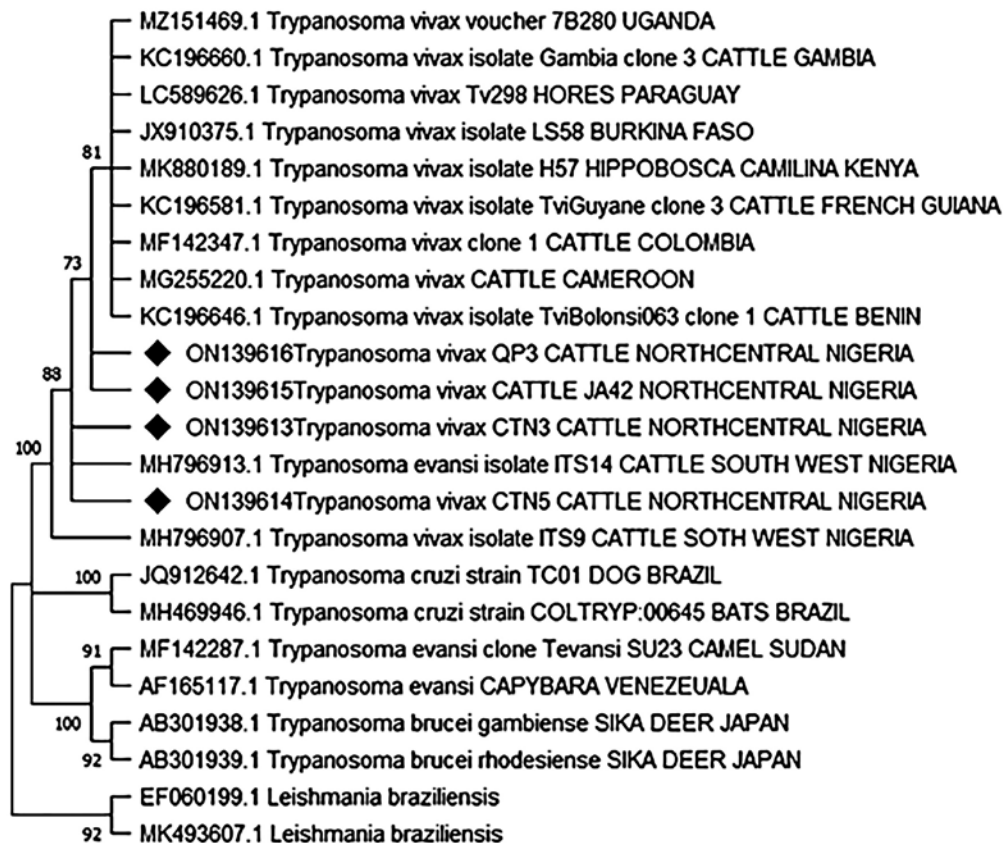 MZ151469.1 Trypanosoma vivax voucher 7B280 UGANDA
KC196660.1 Trypanosoma vivax isolate Gambia clone 3 CATTLE GAMBIA
LC589626.1 Trypanosoma vivax Tv298 HORES PARAGUAY
JX910375.1 Trypanosoma vivax isolate LS58 BURKINA FASO
81
MK880189.1 Trypanosoma vivax isolate H57 HIPPOBOSCA CAMILINA KENYA
KC196581.1 Trypanosoma vivax isolate TviGuyane clone 3 CATTLE FRENCH GUIANA
MF142347.1 Trypanosoma vivax clone 1 CATTLE COLOMBIA
73
MG255220.1 Trypanosoma vivax CATTLE CAMEROON
KC196646.1 Trypanosoma vivax isolate TviBolonsi063 clone 1 CATTLE BENIN
ON139616Trypanosoma vivax QP3 CATTLE NORTHCENTRAL NIGERIA
88
ON139615Trypanosoma vivax CATTLE JA42 NORTHCENTRAL NIGERIA
ON139613Trypanosoma vivax CTN3 CATTLE NORTHCENTRAL NIGERIA
100
MH796913.1 Trypanosoma evansi isolate ITS14 CATTLE SOUTH WEST NIGERIA
ON139614Trypanosoma vivax CTN5 CATTLE NORTHCENTRAL NIGERIA
MH796907.1 Trypanosoma vivax isolate ITS9 CATTLE SOTH WEST NIGERIA
100
JQ912642.1 Trypanosoma cruzi strain TC01 DOG BRAZIL
MH469946.1 Trypanosoma cruzi strain COLTRYP:00645 BATS BRAZIL
91
MF142287.1 Trypanosoma evansi clone Tevansi SU23 CAMEL SUDAN
AF165117.1 Trypanosoma evansi CAPYBARA VENEZEUALA
100
AB301938.1 Trypanosoma brucei gambiense SIKA DEER JAPAN
92
AB301939.1 Trypanosoma brucei rhodesiense SIKA DEER JAPAN
EF060199.1 Leishmania braziliensis
92
MK493607.1 Leishmania braziliensis